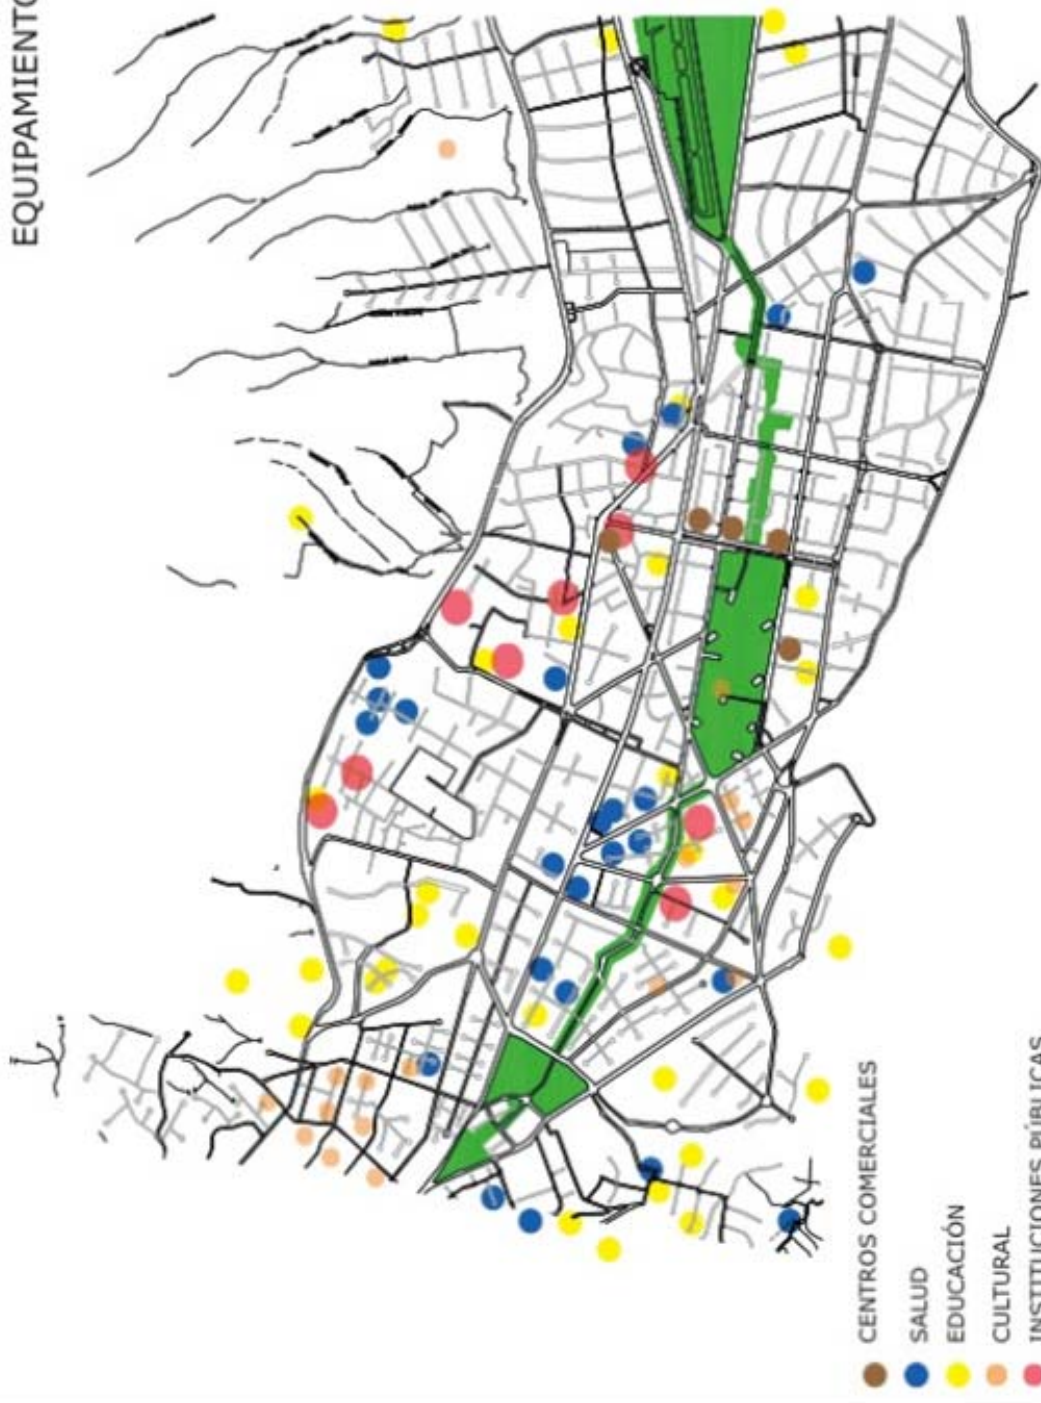 EQUIPAMIENTO
CENTROS COMERCIALES
SALUD
EDUCACIÓN
CULTURAL
INSTITUCIONES PÚBLICAS